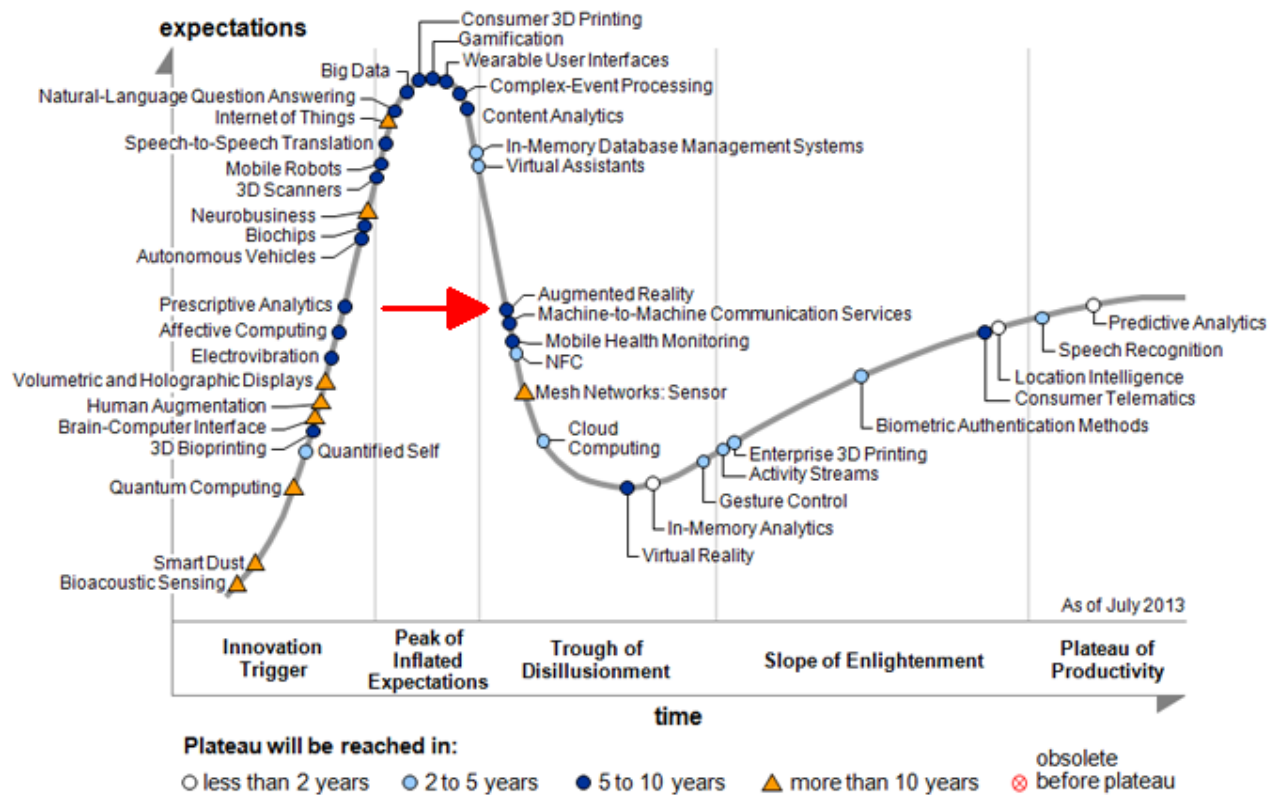 expectations
Consumer 3D Printing
Gamification
Wearable User Interfaces
Big Data
Complex-Event Processing
Natural-Language Question Answering
Internet of Things
Content Analytics
Speech-to-Speech Translation
In-Memory Database Management Systems
Mobile Robots
Virtual Assistants
3D Scanners
Neurobusiness
Biochips
Autonomous Vehicles
Augmented Reality
Prescriptive Analytics
Machine-to-Machine Communication Services
Predictive Analytics
Affective Computing
Mobile Health Monitoring
Speech Recognition
Electrovibration
NFC
Volumetric and Holographic Displays
Location Intelligence
Mesh Networks: Sensor
Consumer Telematics
Human Augmentation
Brain-Computer Interface
Biometric Authentication Methods
3D Bioprinting
Cloud
Computing
Quantified Self
Enterprise 3D Printing
Activity Streams
Quantum Computing
Gesture Control
In-Memory Analytics
Virtual Reality
Smart Dust
Bioacoustic Sensing
As of July 2013
Innovation
Trigger
Peak of
Inflated
Expectations
Trough of
Disillusionment
Slope of Enlightenment
Plateau of
Productivity
time
Plateau will be reached in:
less than 2 years
2 to 5 years
5 to 10 years
more than 10 years
obsolete
before plateau